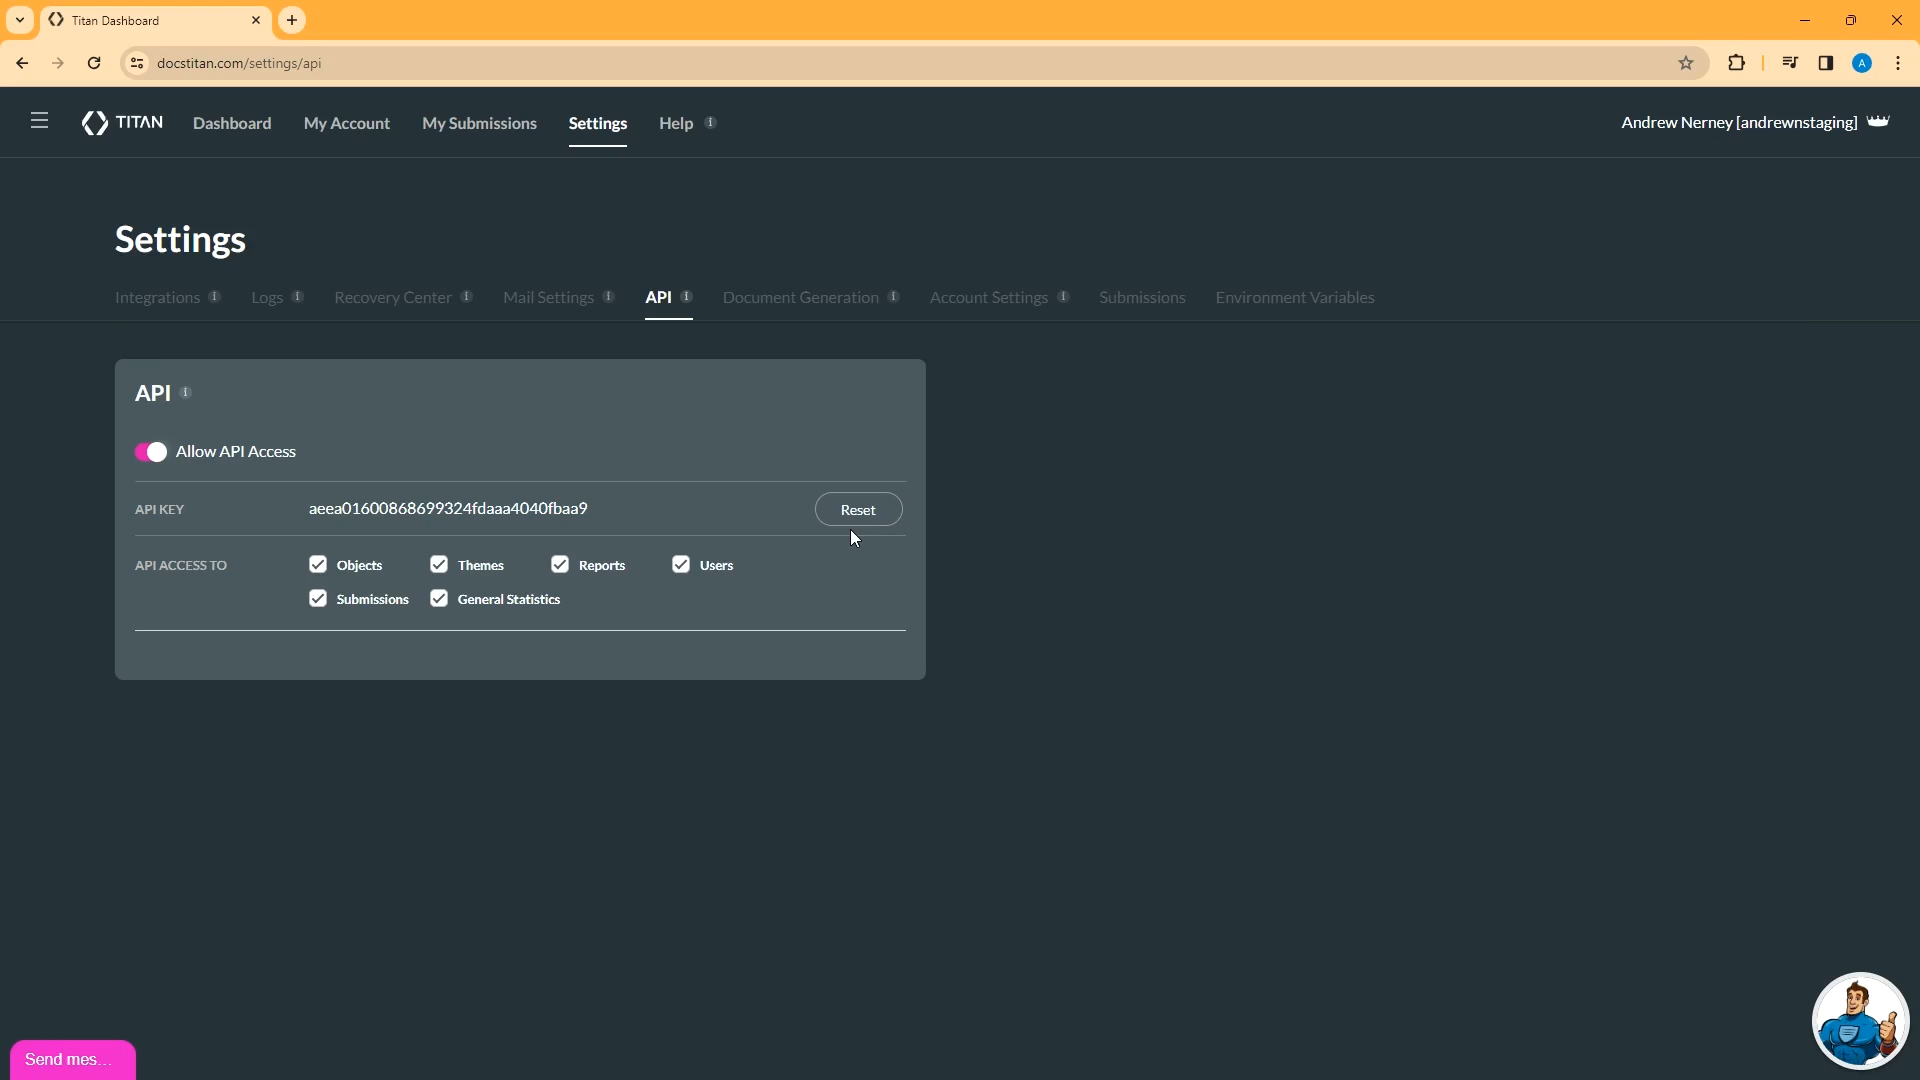 Titan Dashboard
docstitan.com/settings/api
A
TITAN Dashboard My Account My Submissions Settings Help i Andrew Nerney [andrewnstaging]
Settings
Integrations i Logs i Recovery Center i Mail Settings i API i Document Generation i Account Settings i Submissions Environment Variables
API i
Allow API Access
API KEY aeea01600868699324fdaaa4040fbaa9 Reset
API ACCESS TO Objects Themes Reports Users
Submissions General Statistics
Send mes...